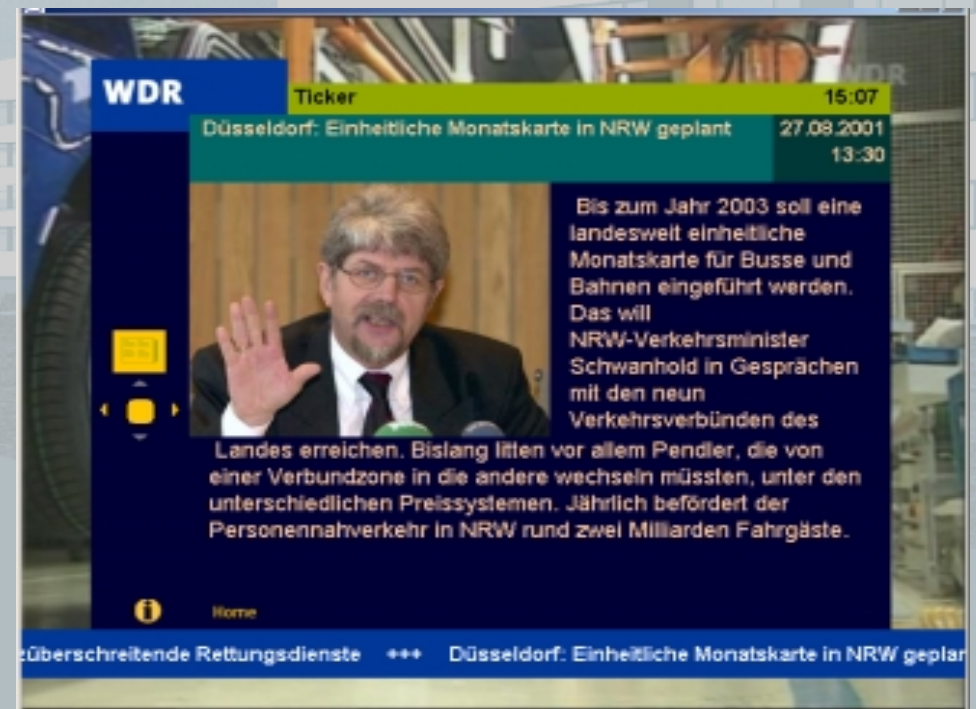 WDR
WDR
Ticker
15:07
Düsseldorf: Einheitliche Monatskarte in NRW geplant
27.08.2001
13:30
Bis zum Jahr 2003 soll eine
landesweit einheitliche
Monatskarte für Busse und
Bahnen eingeführt werden.
Das will
NRW-Verkehrsminister
Schwanhold in Gesprächen
mit den neun
Verkehrsverbünden des
Landes erreichen. Bislang litten vor allem Pendler, die von
einer Verbundzone in die andere wechseln müssten, unter den
unterschiedlichen Preissystemen. Jährlich befördert der
Personennahverkehr in NRW rund zwei Milliarden Fahrgäste.
Home
züberschreitende Rettungsdienste +++ Düsseldorf: Einheitliche Monatskarte in NRW geplan